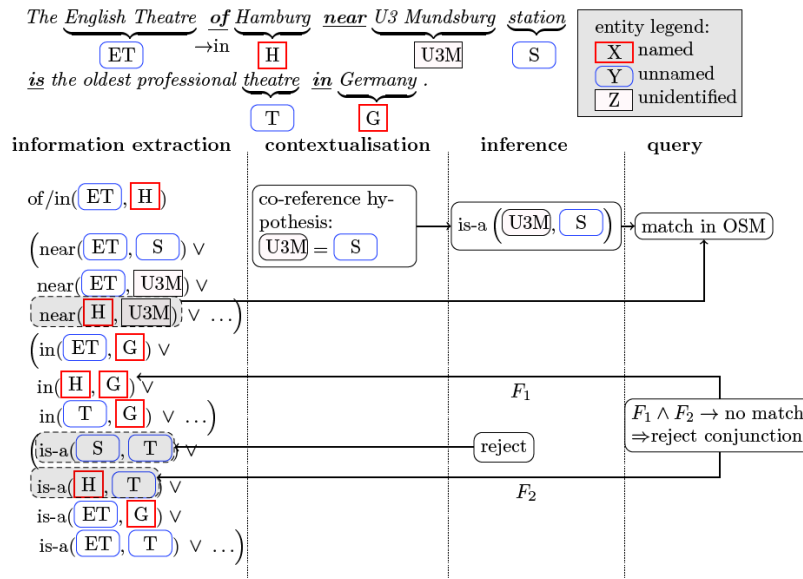 The English Theatre of Hamburg near U3 Mundsburg station
ET →in H U3M S
is the oldest professional theatre in Germany .
T G
entity legend:
X named
Y unnamed
Z unidentified
information extraction contextualisation inference query
of/in(ET, H)
(near(ET, S) ∨
near(ET, U3M) ∨
near(H, U3M) ∨ ...)
(in(ET, G) ∨
in(H, G) ∨
in(T, G) ∨ ...)
(is-a(S, T) ∨
is-a(H, T) ∨
is-a(ET, G) ∨
is-a(ET, T) ∨ ...)
co-reference hy-
pothesis:
U3M = S
is-a (U3M, S)
match in OSM
F1
F1 ∧ F2 → no match
⇒reject conjunction
reject
F2